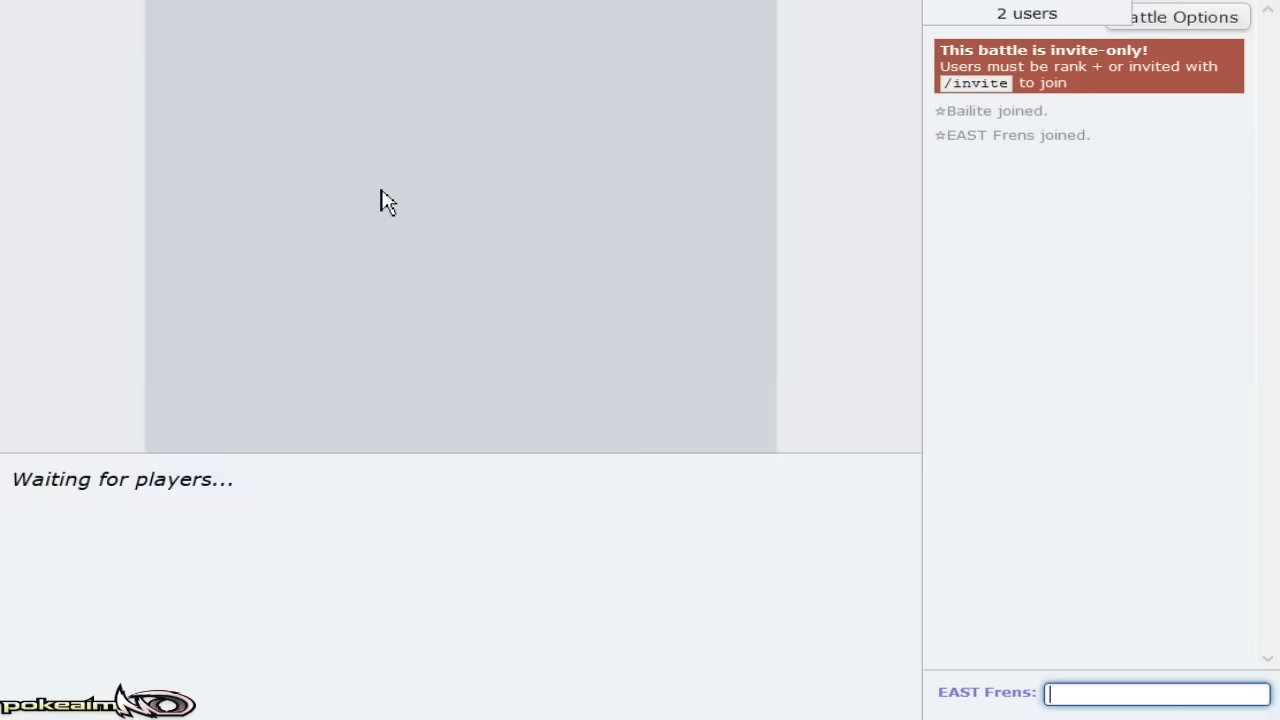 2 users
attle Options
This battle is invite-only!
Users must be rank + or invited with
/invite to join
☆Bailite joined.
☆EAST Frens joined.
Waiting for players...
pokeaimMD
EAST Frens: